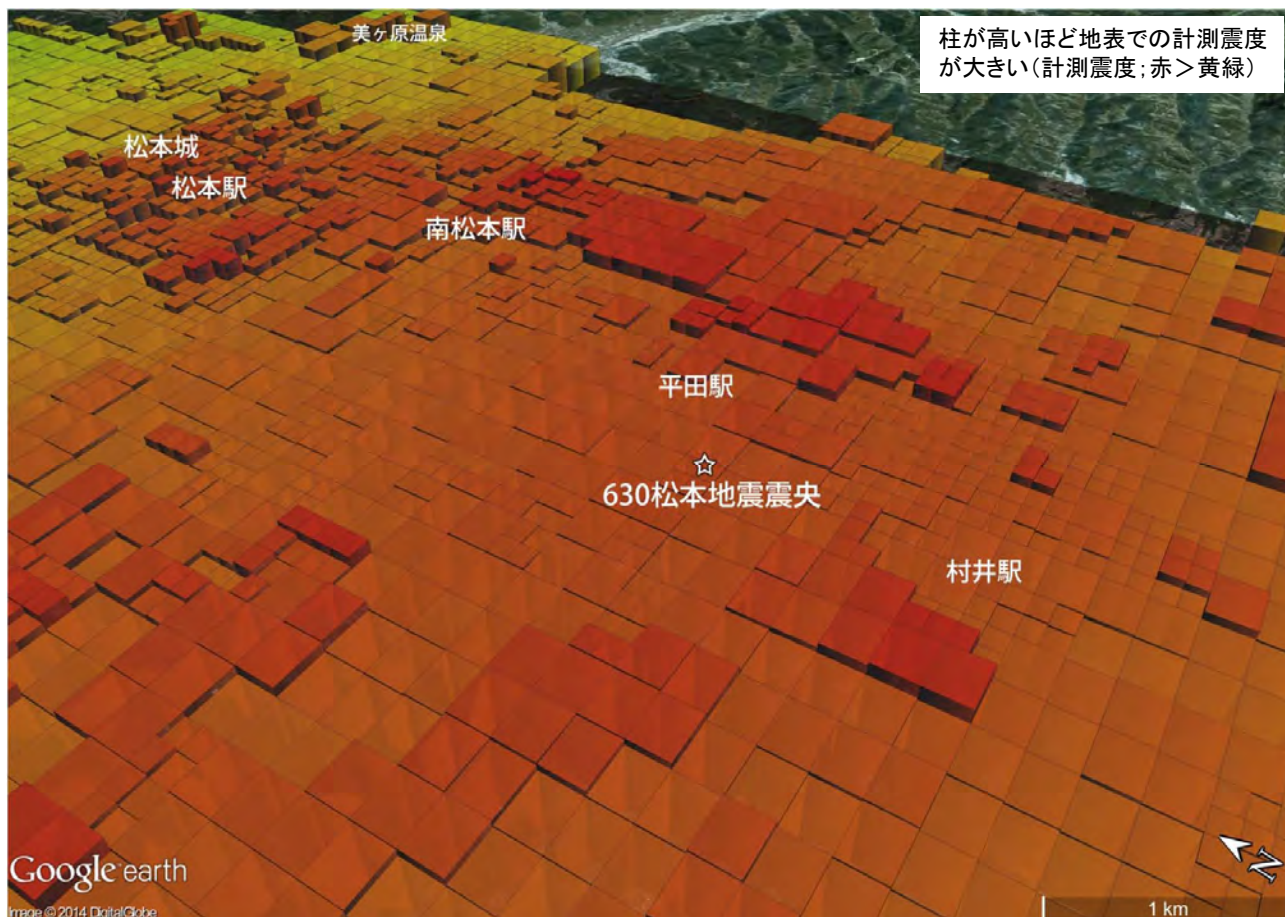 美ヶ原温泉
柱が高いほど地表での計測震度
が大きい(計測震度;赤>黄緑)
松本城
松本駅
南松本駅
平田駅
630松本地震震央
村井駅
N
Google earth
Image © 2014 DigitalGlobe
1 km